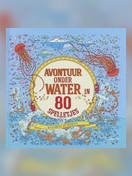 AVONTUUR
ONDER
WATER IN
80
SPELLETJES